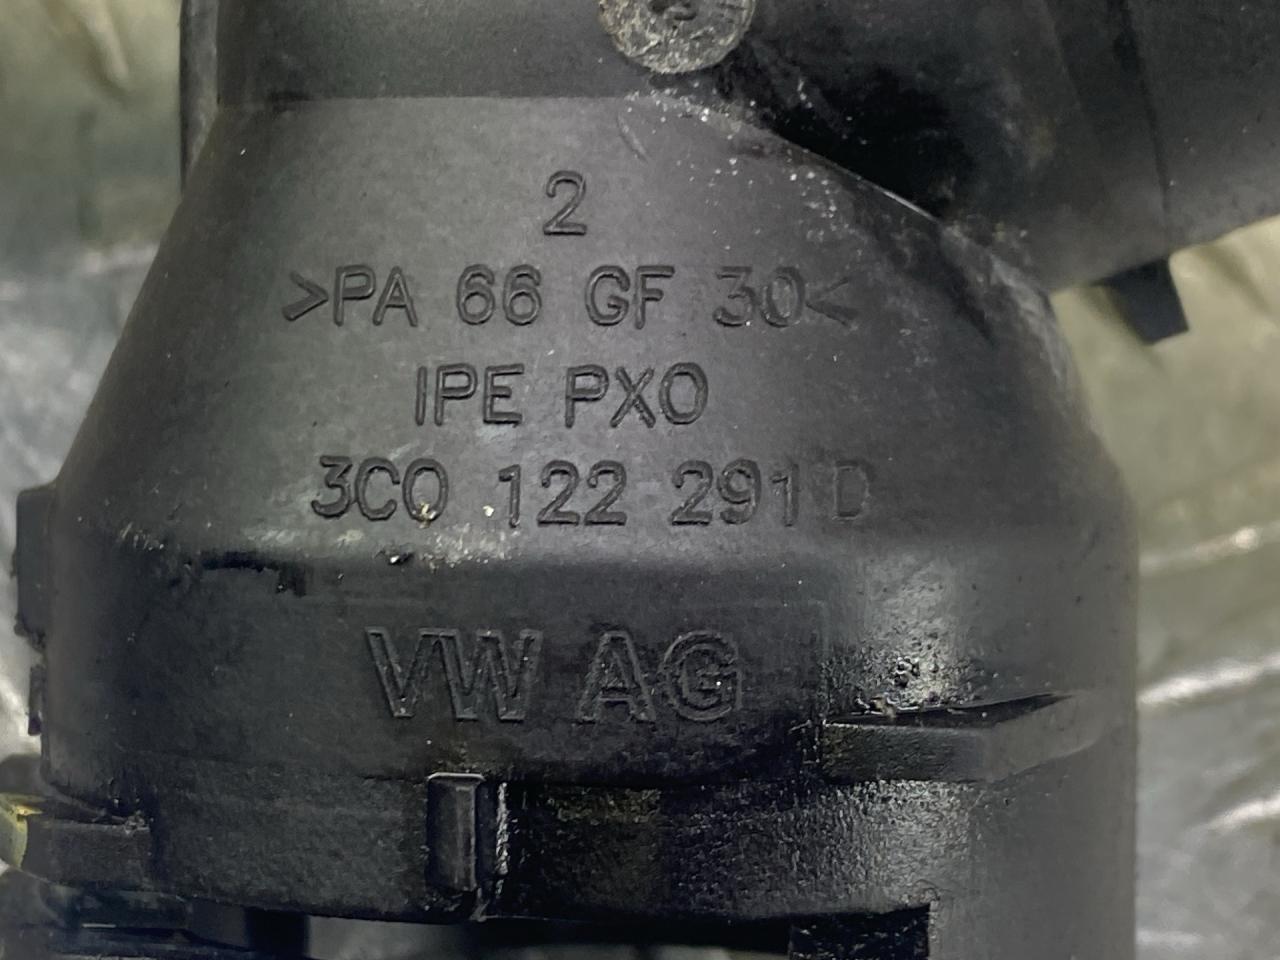 2
>PA 66 GF 30<
IPE PXO
3C0 122 291 D
VW AG